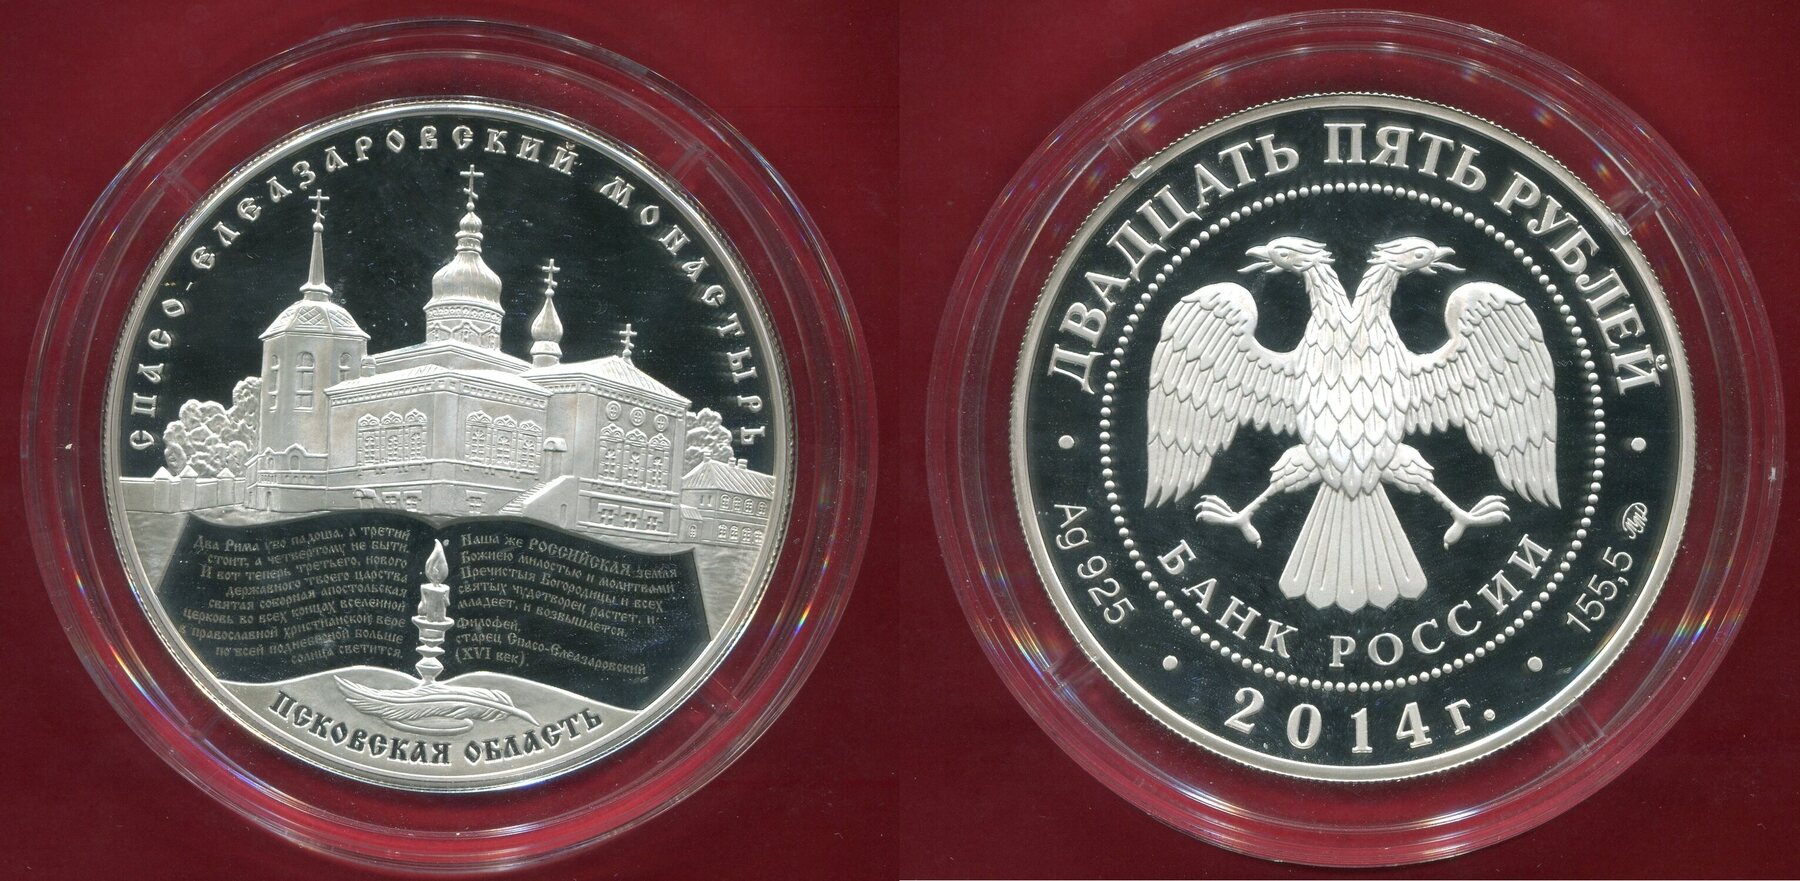 СПАСО-ЕЛЕАЗАРОВСКИЙ МОНАСТЫРЬ
Два Рима убо падоша, а третий
стоит, а четвертому не быти.
И вот теперь третьего, нового
державного твоего царства
святая соборная апостольская
церковь во всех концах вселенной
в православной христианской вере
по всей поднебесной больше
солнца светится.
Наша же РОССИЙСКАЯ земля
Божиею милостью и молитвами
Пречистыя Богородицы и всех
святых чудотворец растет, и
младеет, и возвышается.
Филофей,
старец Спасо-Елеазаровский
(XVI век).
ПСКОВСКАЯ ОБЛАСТЬ
ДВАДЦАТЬ ПЯТЬ РУБЛЕЙ
Ag 925
БАНК РОССИИ
155,5
2014 г.